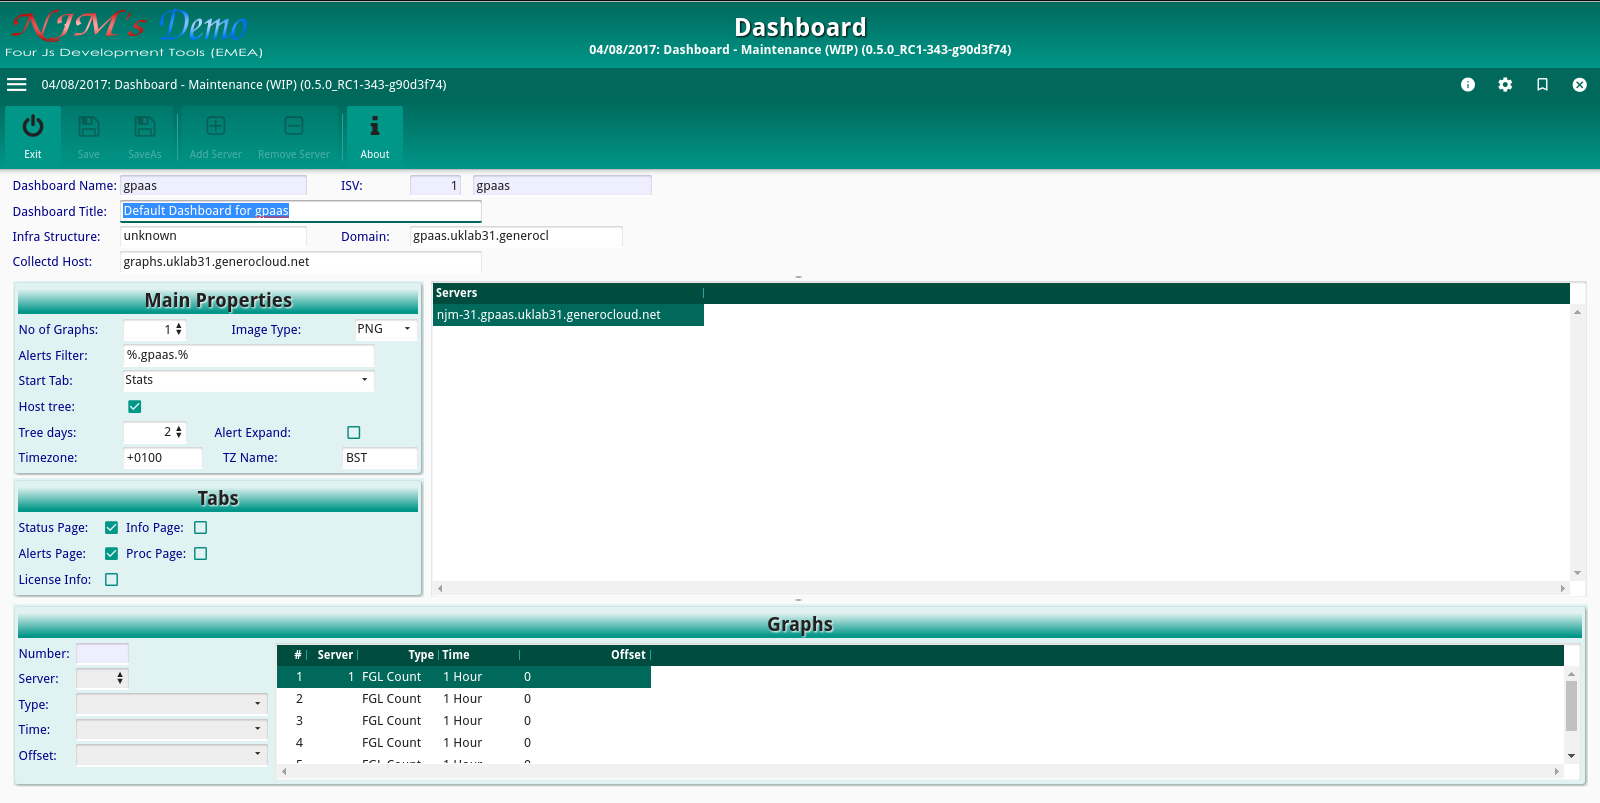 NJM's Demo
Four Js Development Tools (EMEA)
Dashboard
04/08/2017: Dashboard - Maintenance (WIP) (0.5.0_RC1-343-g90d3f74)
04/08/2017: Dashboard - Maintenance (WIP) (0.5.0_RC1-343-g90d3f74)
Exit Save SaveAs Add Server Remove Server About
Dashboard Name: gpaas ISV: 1 gpaas
Dashboard Title: Default Dashboard for gpaas
Infra Structure: unknown Domain: gpaas.uklab31.generocl
Collectd Host: graphs.uklab31.generocloud.net
Main Properties
No of Graphs: 1 Image Type: PNG
Alerts Filter: %.gpaas.%
Start Tab: Stats
Host tree:
Tree days: 2 Alert Expand:
Timezone: +0100 TZ Name: BST
Servers
njm-31.gpaas.uklab31.generocloud.net
Tabs
Status Page: Info Page:
Alerts Page: Proc Page:
License Info:
Graphs
Number:
Server:
Type:
Time:
Offset:
# Server Type Time Offset
1 1 FGL Count 1 Hour 0
2 FGL Count 1 Hour 0
3 FGL Count 1 Hour 0
4 FGL Count 1 Hour 0